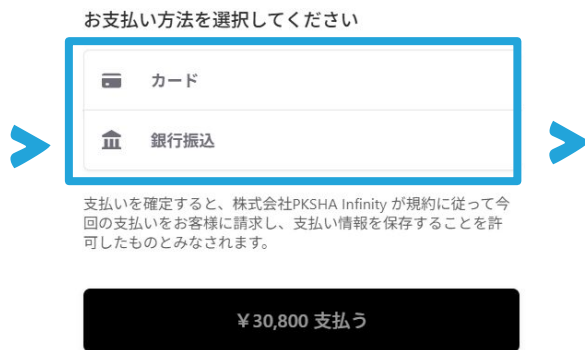 お支払い方法を選択してください
カード
銀行振込
支払いを確定すると、株式会社PKSHA Infinity が規約に従って今
回の支払いをお客様に請求し、支払い情報を保存することを許
可したものとみなされます。
￥30,800 支払う